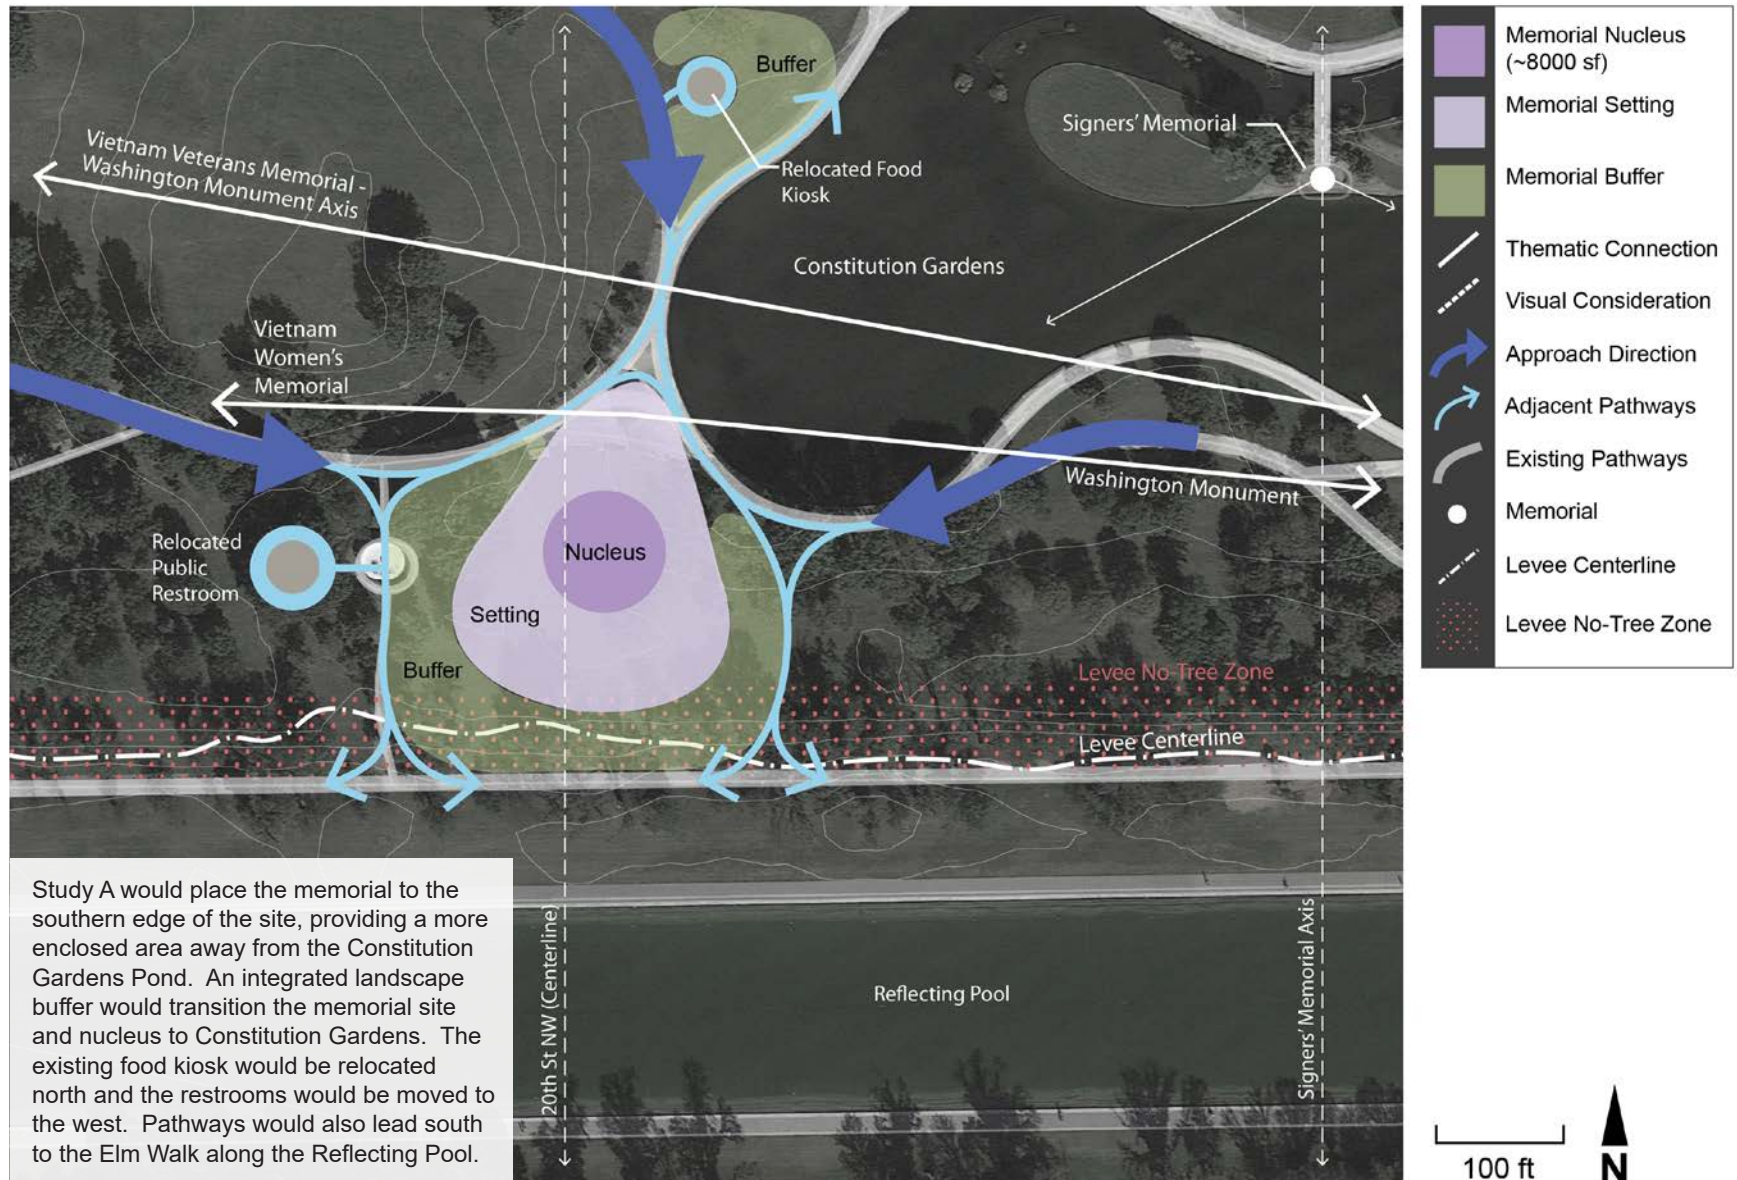 Buffer
Vietnam Veterans Memorial -
Washington Monument Axis
Signers' Memorial
Relocated Food
Kiosk
Constitution Gardens
Vietnam
Women's
Memorial
Washington Monument
Relocated
Public
Restroom
Nucleus
Setting
Buffer
Levee No-Tree Zone
Levee Centerline
Study A would place the memorial to the
southern edge of the site, providing a more
enclosed area away from the Constitution
Gardens Pond. An integrated landscape
buffer would transition the memorial site
and nucleus to Constitution Gardens. The
existing food kiosk would be relocated
north and the restrooms would be moved to
the west. Pathways would also lead south
to the Elm Walk along the Reflecting Pool.
20th St NW (Centerline)
Reflecting Pool
Signers' Memorial Axis
Memorial Nucleus
(~8000 sf)
Memorial Setting
Memorial Buffer
Thematic Connection
Visual Consideration
Approach Direction
Adjacent Pathways
Existing Pathways
Memorial
Levee Centerline
Levee No-Tree Zone
100 ft
N